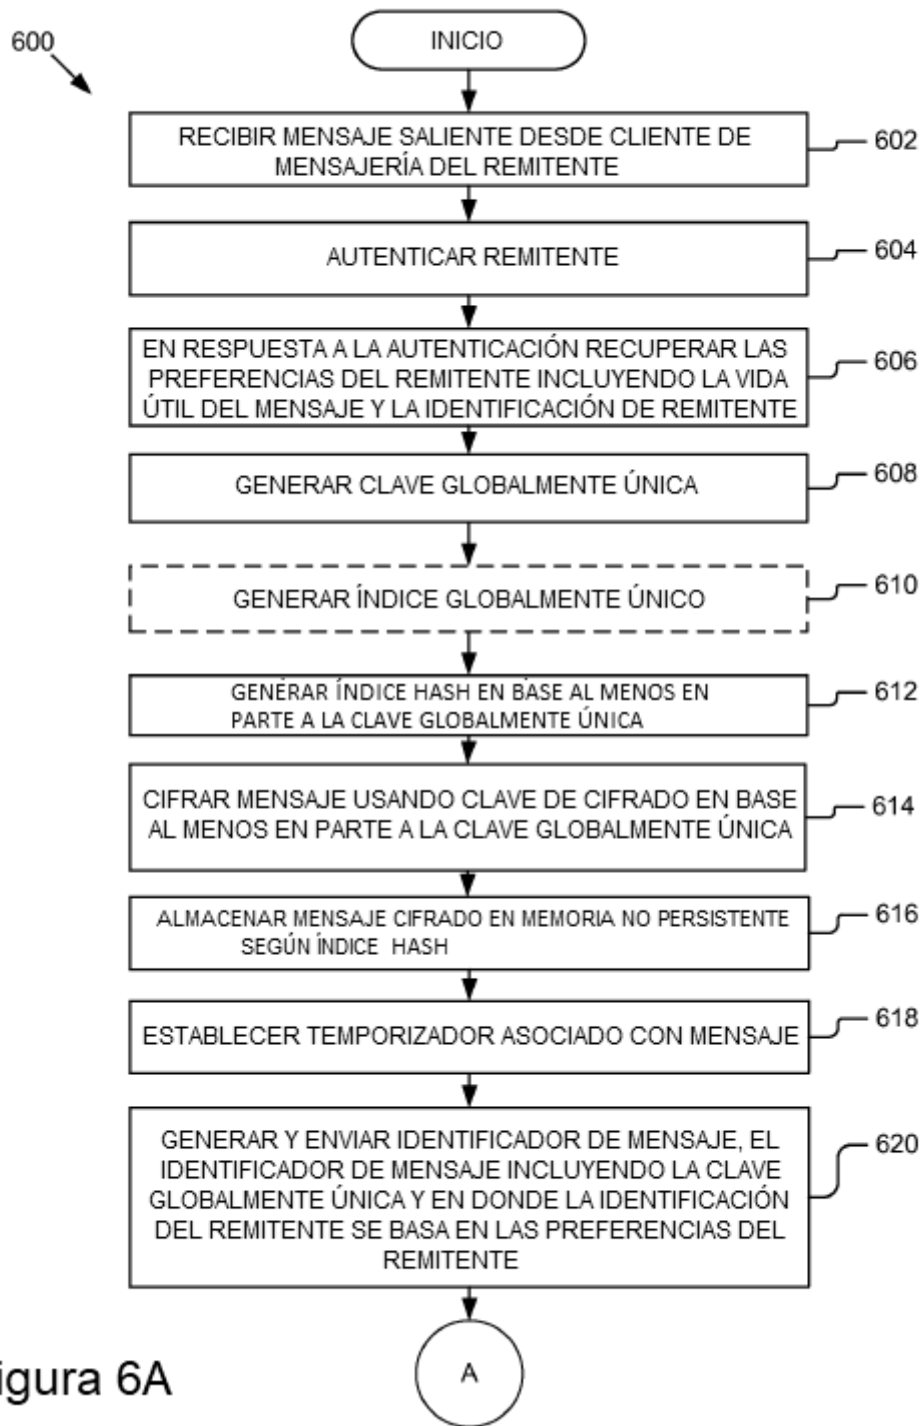 600
INICIO
RECIBIR MENSAJE SALIENTE DESDE CLIENTE DE
MENSAJERÍA DEL REMITENTE
602
AUTENTICAR REMITENTE
604
EN RESPUESTA A LA AUTENTICACIÓN RECUPERAR LAS
PREFERENCIAS DEL REMITENTE INCLUYENDO LA VIDA
ÚTIL DEL MENSAJE Y LA IDENTIFICACIÓN DE REMITENTE
606
GENERAR CLAVE GLOBALMENTE ÚNICA
608
GENERAR ÍNDICE GLOBALMENTE ÚNICO
610
GENERAR ÍNDICE HASH EN BASE AL MENOS EN
PARTE A LA CLAVE GLOBALMENTE ÚNICA
612
CIFRAR MENSAJE USANDO CLAVE DE CIFRADO EN BASE
AL MENOS EN PARTE A LA CLAVE GLOBALMENTE ÚNICA
614
ALMACENAR MENSAJE CIFRADO EN MEMORIA NO PERSISTENTE
SEGÚN ÍNDICE HASH
616
ESTABLECER TEMPORIZADOR ASOCIADO CON MENSAJE
618
GENERAR Y ENVIAR IDENTIFICADOR DE MENSAJE, EL
IDENTIFICADOR DE MENSAJE INCLUYENDO LA CLAVE
GLOBALMENTE ÚNICA Y EN DONDE LA IDENTIFICACIÓN
DEL REMITENTE SE BASA EN LAS PREFERENCIAS DEL
REMITENTE
620
A
igura 6A